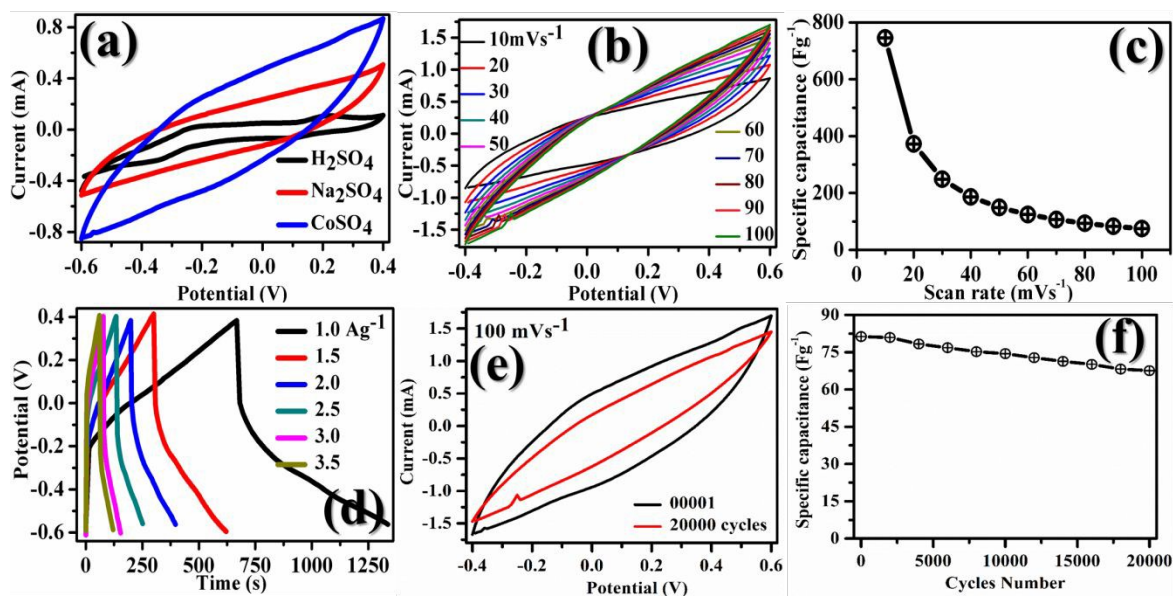 (a)
Current (mA)
0.8
0.4
0.0
-0.4
-0.8
H₂SO₄
Na₂SO₄
CoSO₄
-0.6 -0.4 -0.2 0.0 0.2 0.4
Potential (V)
(b)
Current (mA)
1.5
1.0
0.5
0.0
-0.5
-1.0
-1.5
10mVs⁻¹
20
30
40
50
60
70
80
90
100
-0.4 -0.2 0.0 0.2 0.4 0.6
Potential (V)
(c)
Specific capacitance (Fg⁻¹)
800
600
400
200
0
20 40 60 80 100
Scan rate (mVs⁻¹)
(d)
Potential (V)
0.4
0.2
0.0
-0.2
-0.4
-0.6
1.0 Ag⁻¹
1.5
2.0
2.5
3.0
3.5
0 250 500 750 1000 1250
Time (s)
(e)
100 mVs⁻¹
Current (mA)
1.5
1.0
0.5
0.0
-0.5
-1.0
-1.5
00001
20000 cycles
-0.4 -0.2 0.0 0.2 0.4 0.6
Potential (V)
(f)
Specific capacitance (Fg⁻¹)
90
75
60
45
30
15
0
0 5000 10000 15000 20000
Cycles Number